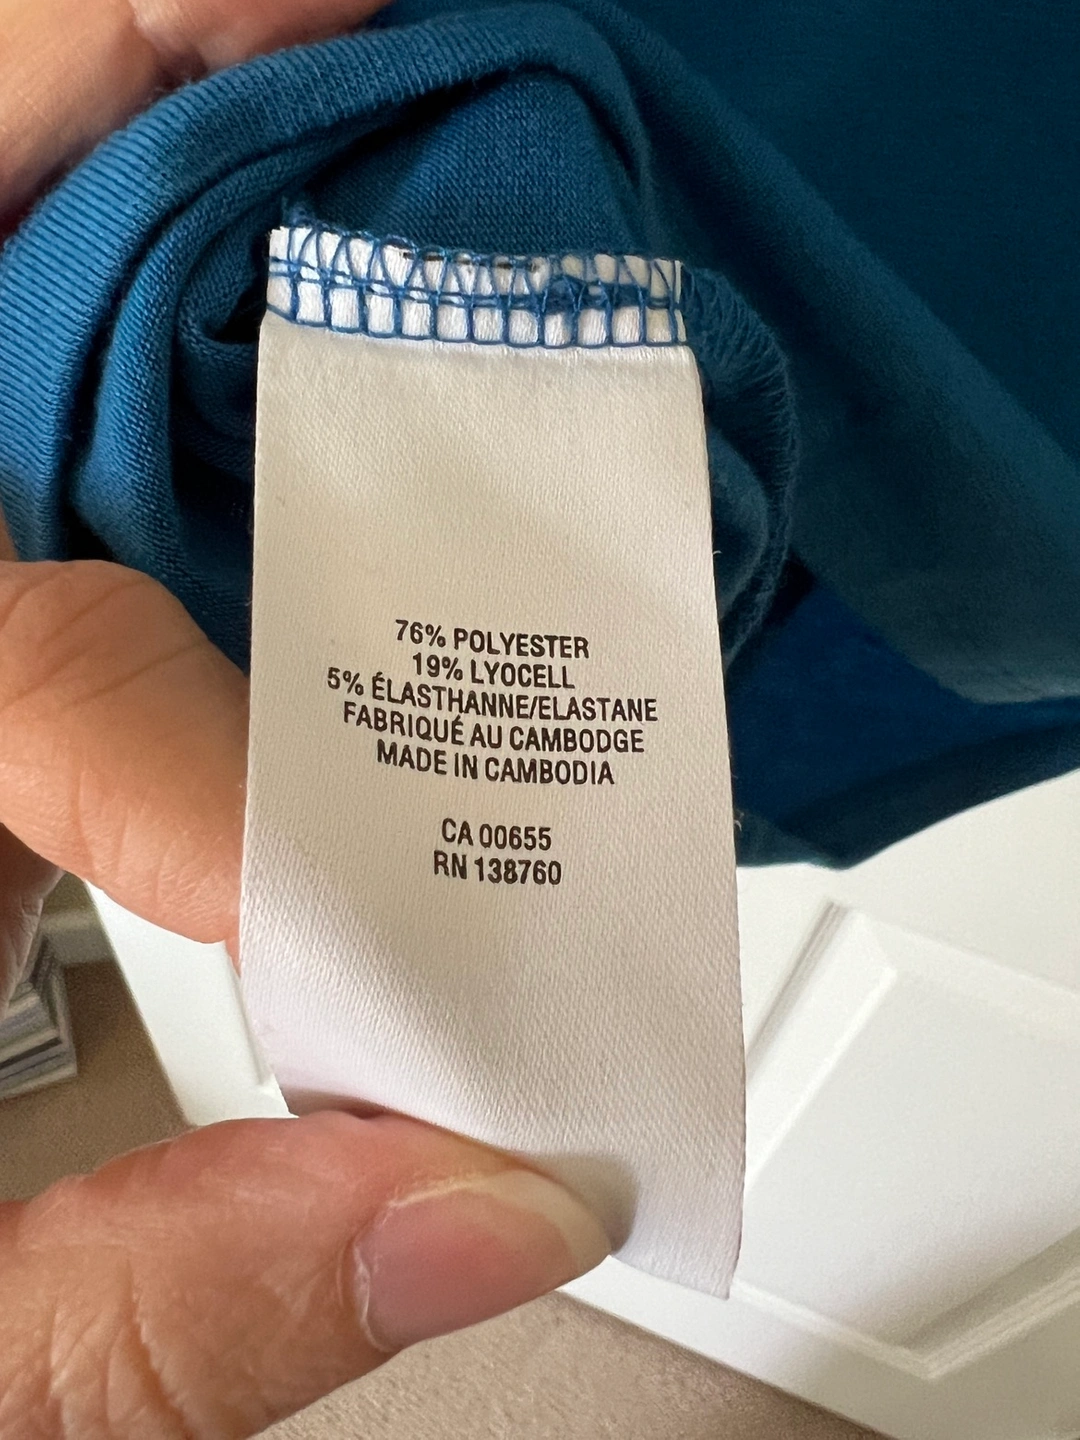 76% POLYESTER
19% LYOCELL
5% ÉLASTHANNE/ELASTANE
FABRIQUÉ AU CAMBODGE
MADE IN CAMBODIA
CA 00655
RN 138760